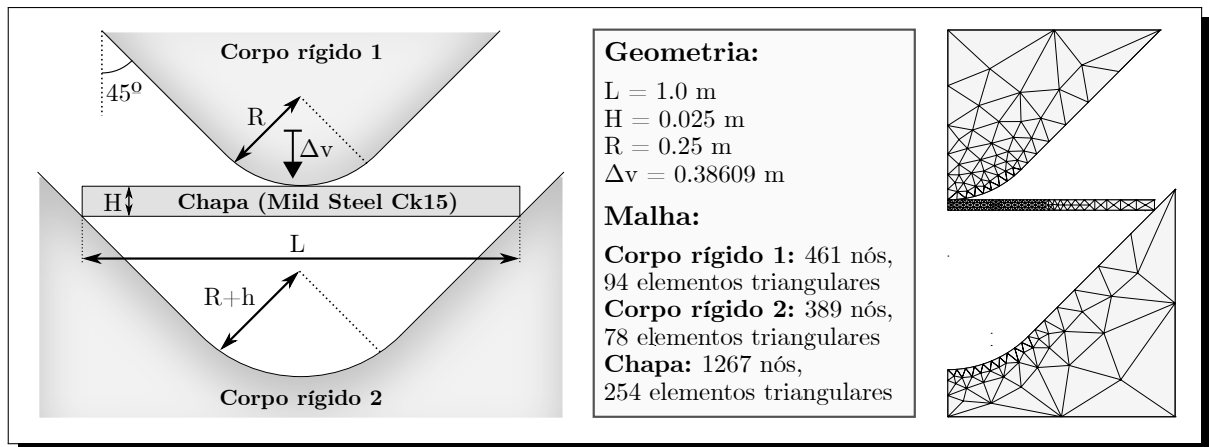 Corpo rígido 1
45º
R
Δv
H
Chapa (Mild Steel Ck15)
L
R+h
Corpo rígido 2
Geometria:
L = 1.0 m
H = 0.025 m
R = 0.25 m
Δv = 0.38609 m
Malha:
Corpo rígido 1: 461 nós,
94 elementos triangulares
Corpo rígido 2: 389 nós,
78 elementos triangulares
Chapa: 1267 nós,
254 elementos triangulares